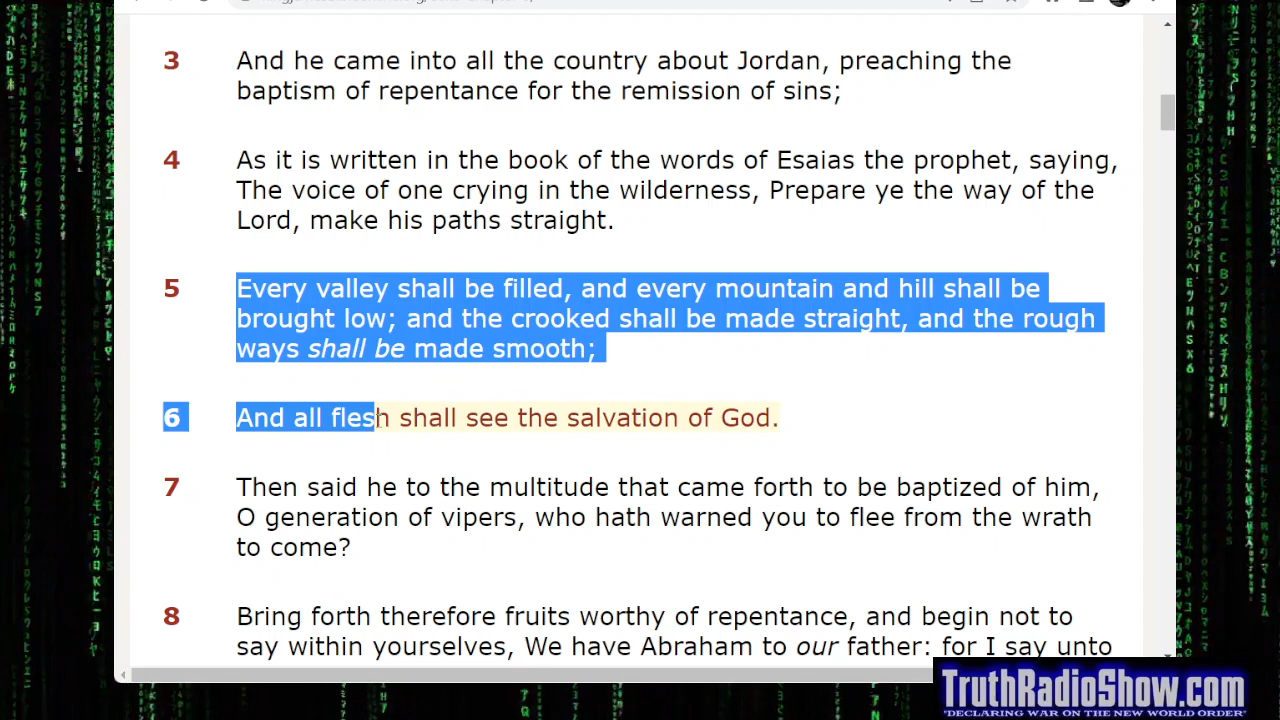 3 And he came into all the country about Jordan, preaching the
baptism of repentance for the remission of sins;
4 As it is written in the book of the words of Esaias the prophet, saying,
The voice of one crying in the wilderness, Prepare ye the way of the
Lord, make his paths straight.
5 Every valley shall be filled, and every mountain and hill shall be
brought low; and the crooked shall be made straight, and the rough
ways shall be made smooth;
6 And all flesh shall see the salvation of God.
7 Then said he to the multitude that came forth to be baptized of him,
O generation of vipers, who hath warned you to flee from the wrath
to come?
8 Bring forth therefore fruits worthy of repentance, and begin not to
say within yourselves, We have Abraham to our father: for I say unto
TruthRadioShow.com
"DECLARING WAR ON THE NEW WORLD ORDER"